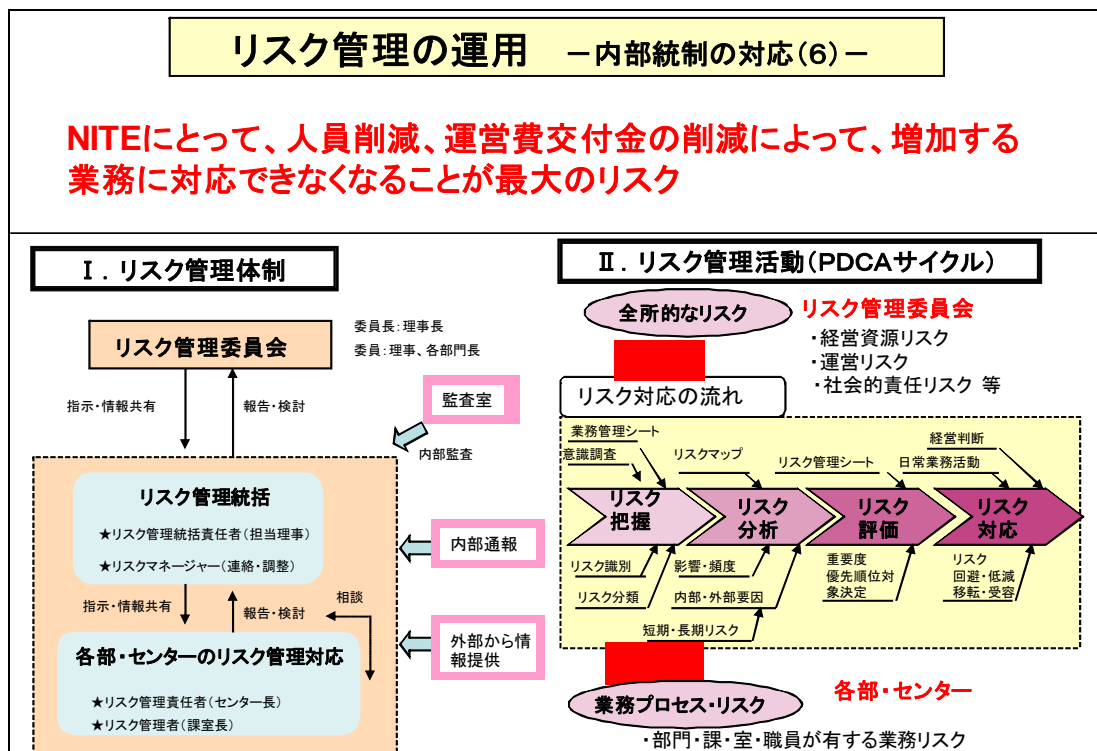 リスク管理の運用 －内部統制の対応（6）－
NITEにとって、人員削減、運営費交付金の削減によって、増加する
業務に対応できなくなることが最大のリスク
Ⅰ．リスク管理体制
リスク管理委員会
委員長：理事長
委員：理事、各部門長
指示・情報共有
報告・検討
監査室
内部監査
リスク管理統括
★リスク管理統括責任者（担当理事）
★リスクマネージャー（連絡・調整）
内部通報
指示・情報共有
報告・検討
相談
外部から情
報提供
各部・センターのリスク管理対応
★リスク管理責任者（センター長）
★リスク管理者（課室長）
Ⅱ．リスク管理活動（PDCAサイクル）
全所的なリスク
リスク管理委員会
・経営資源リスク
・運営リスク
・社会的責任リスク 等
リスク対応の流れ
業務管理シート
意識調査
リスクマップ
リスク管理シート
経営判断
日常業務活動
リスク
把握
リスク
分析
リスク
評価
リスク
対応
リスク識別
リスク分類
影響・頻度
内部・外部要因
短期・長期リスク
重要度
優先順位対
象決定
リスク
回避・低減
移転・受容
業務プロセス・リスク
各部・センター
・部門・課・室・職員が有する業務リスク